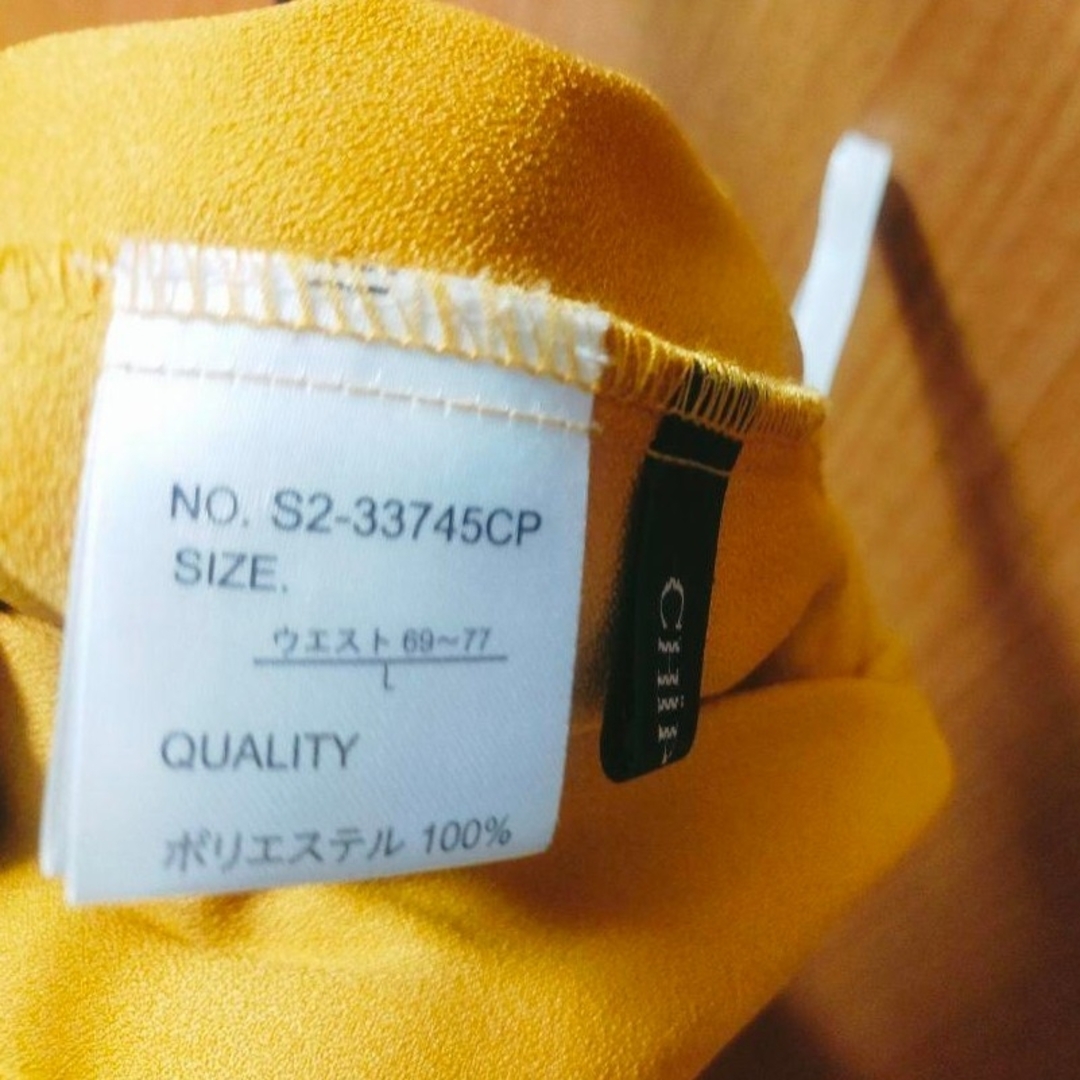 NO. S2-33745CP
SIZE.
ウエスト 69〜77
L
QUALITY
ポリエステル 100%